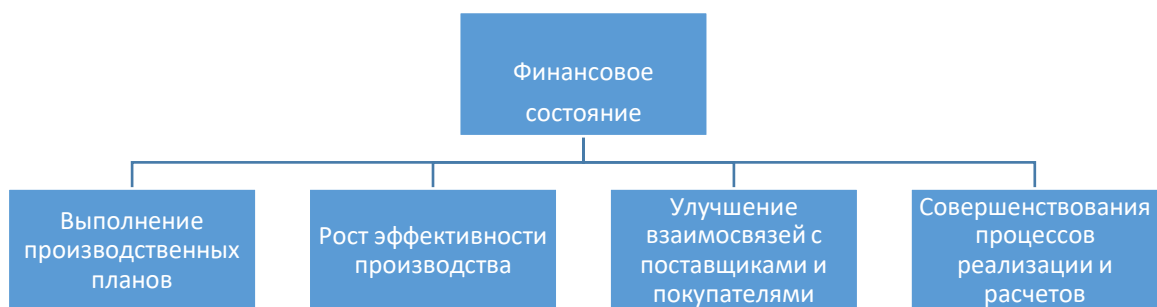 Финансовое
состояние
Выполнение
производственных
планов
Рост эффективности
производства
Улучшение
взаимосвязей с
поставщиками и
покупателями
Совершенствования
процессов
реализации и
расчетов